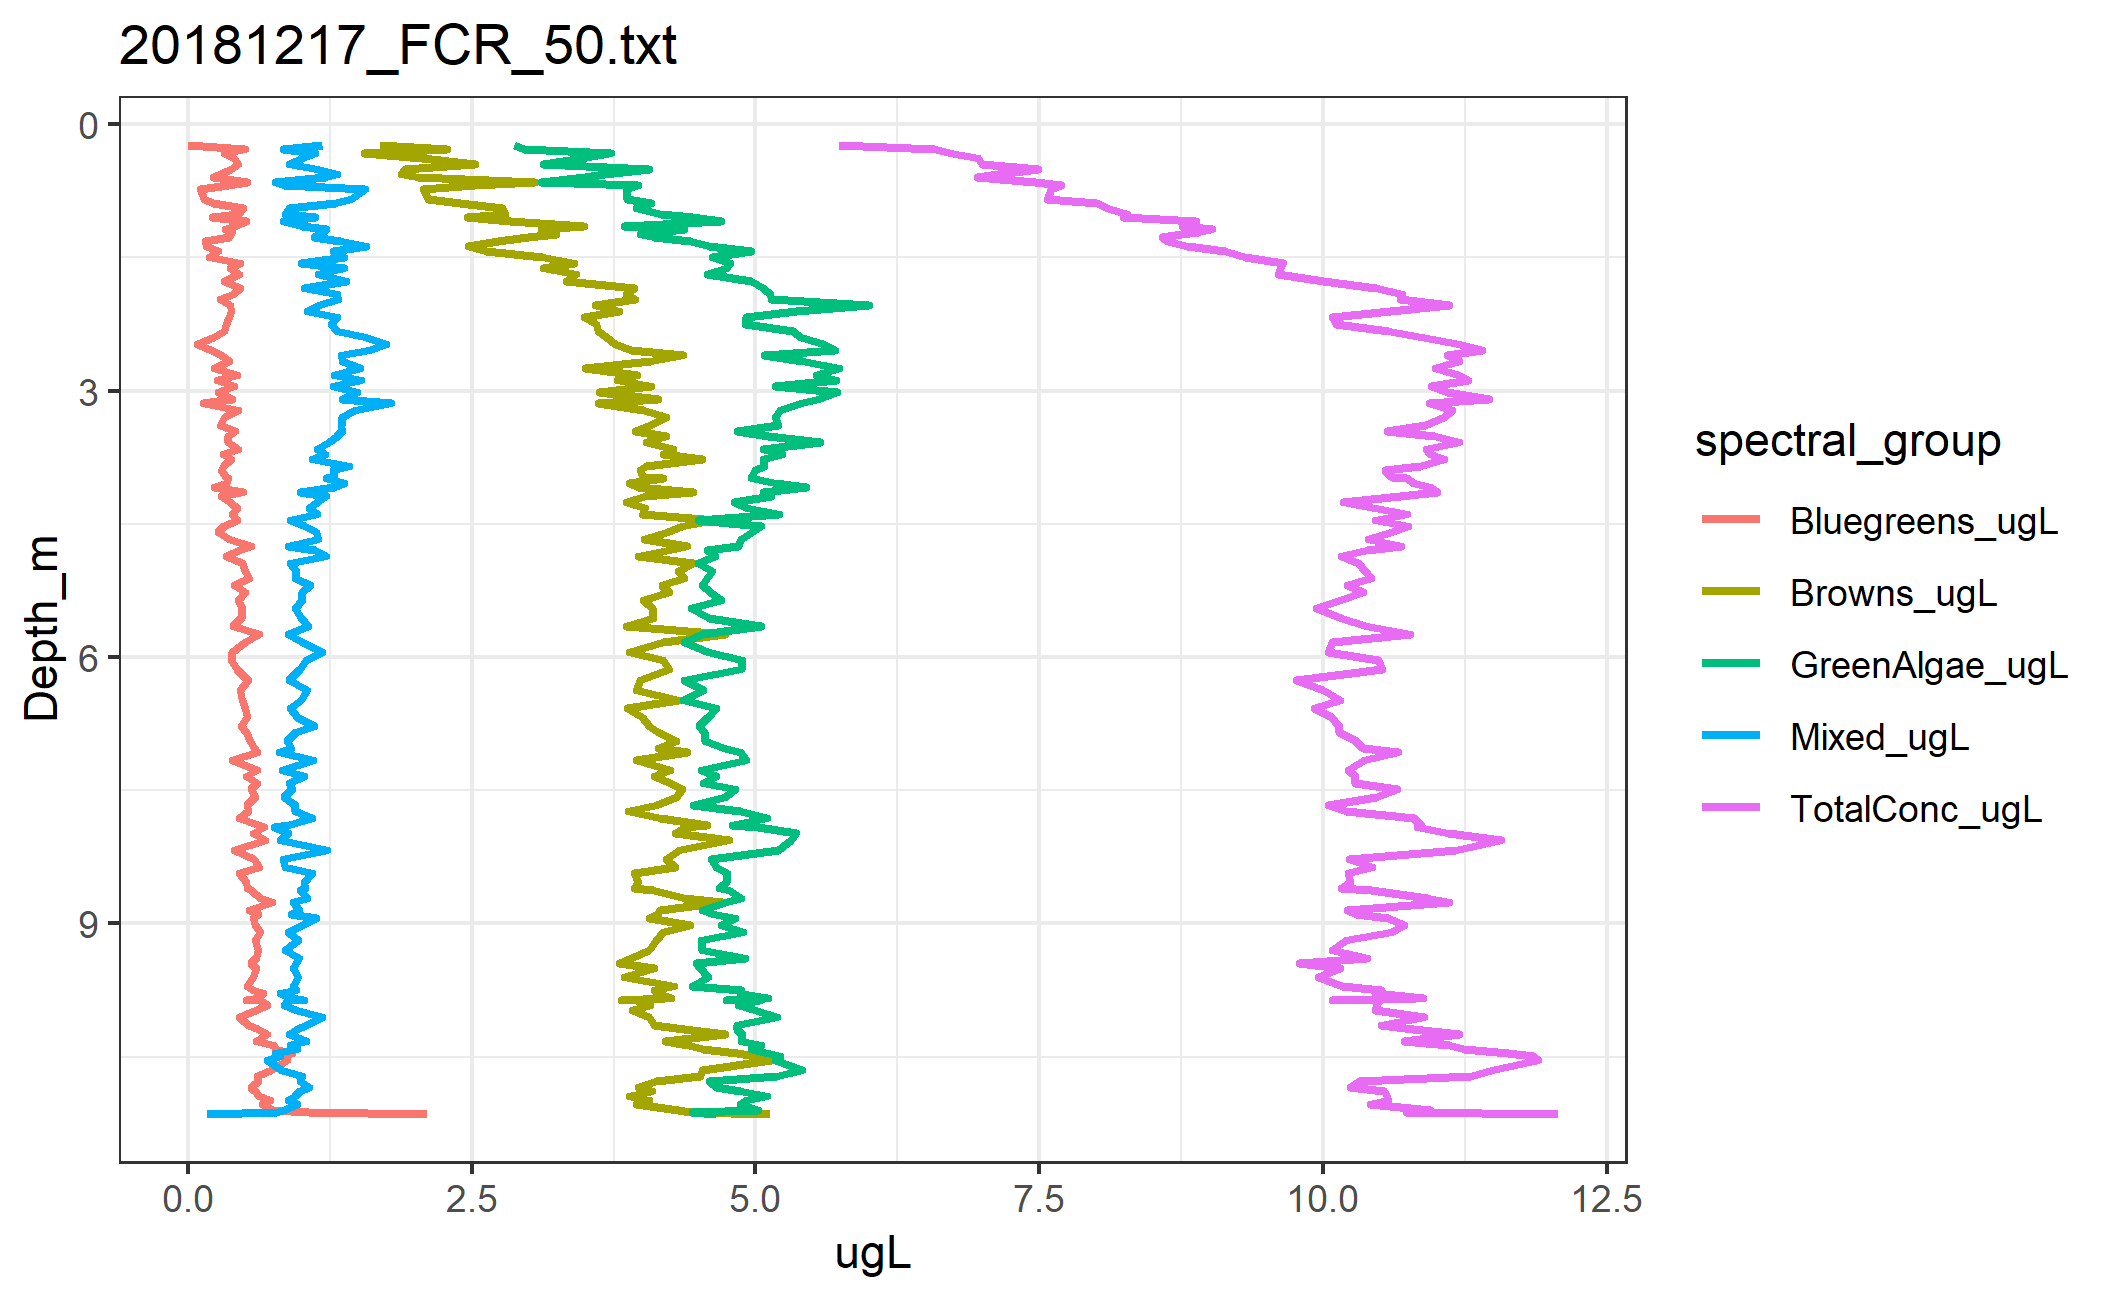 20181217_FCR_50.txt
0
3
6
9
Depth_m
0.0 2.5 5.0 7.5 10.0 12.5
ugL
spectral_group
Bluegreens_ugL
Browns_ugL
GreenAlgae_ugL
Mixed_ugL
TotalConc_ugL